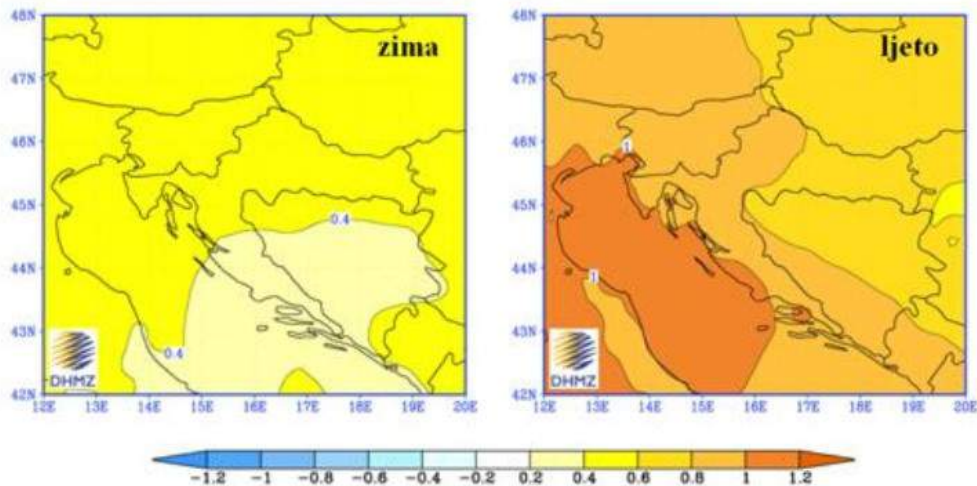 zima
ljeto
48N
47N
46N
45N
44N
43N
42N
0.4
0.4
DHMZ
12E 13E 14E 15E 16E 17E 18E 19E 20E
48N
47N
46N
45N
44N
43N
42N
1
1
DHMZ
12E 13E 14E 15E 16E 17E 18E 19E 20E
-1.2 -1 -0.8 -0.6 -0.4 -0.2 0.2 0.4 0.6 0.8 1 1.2